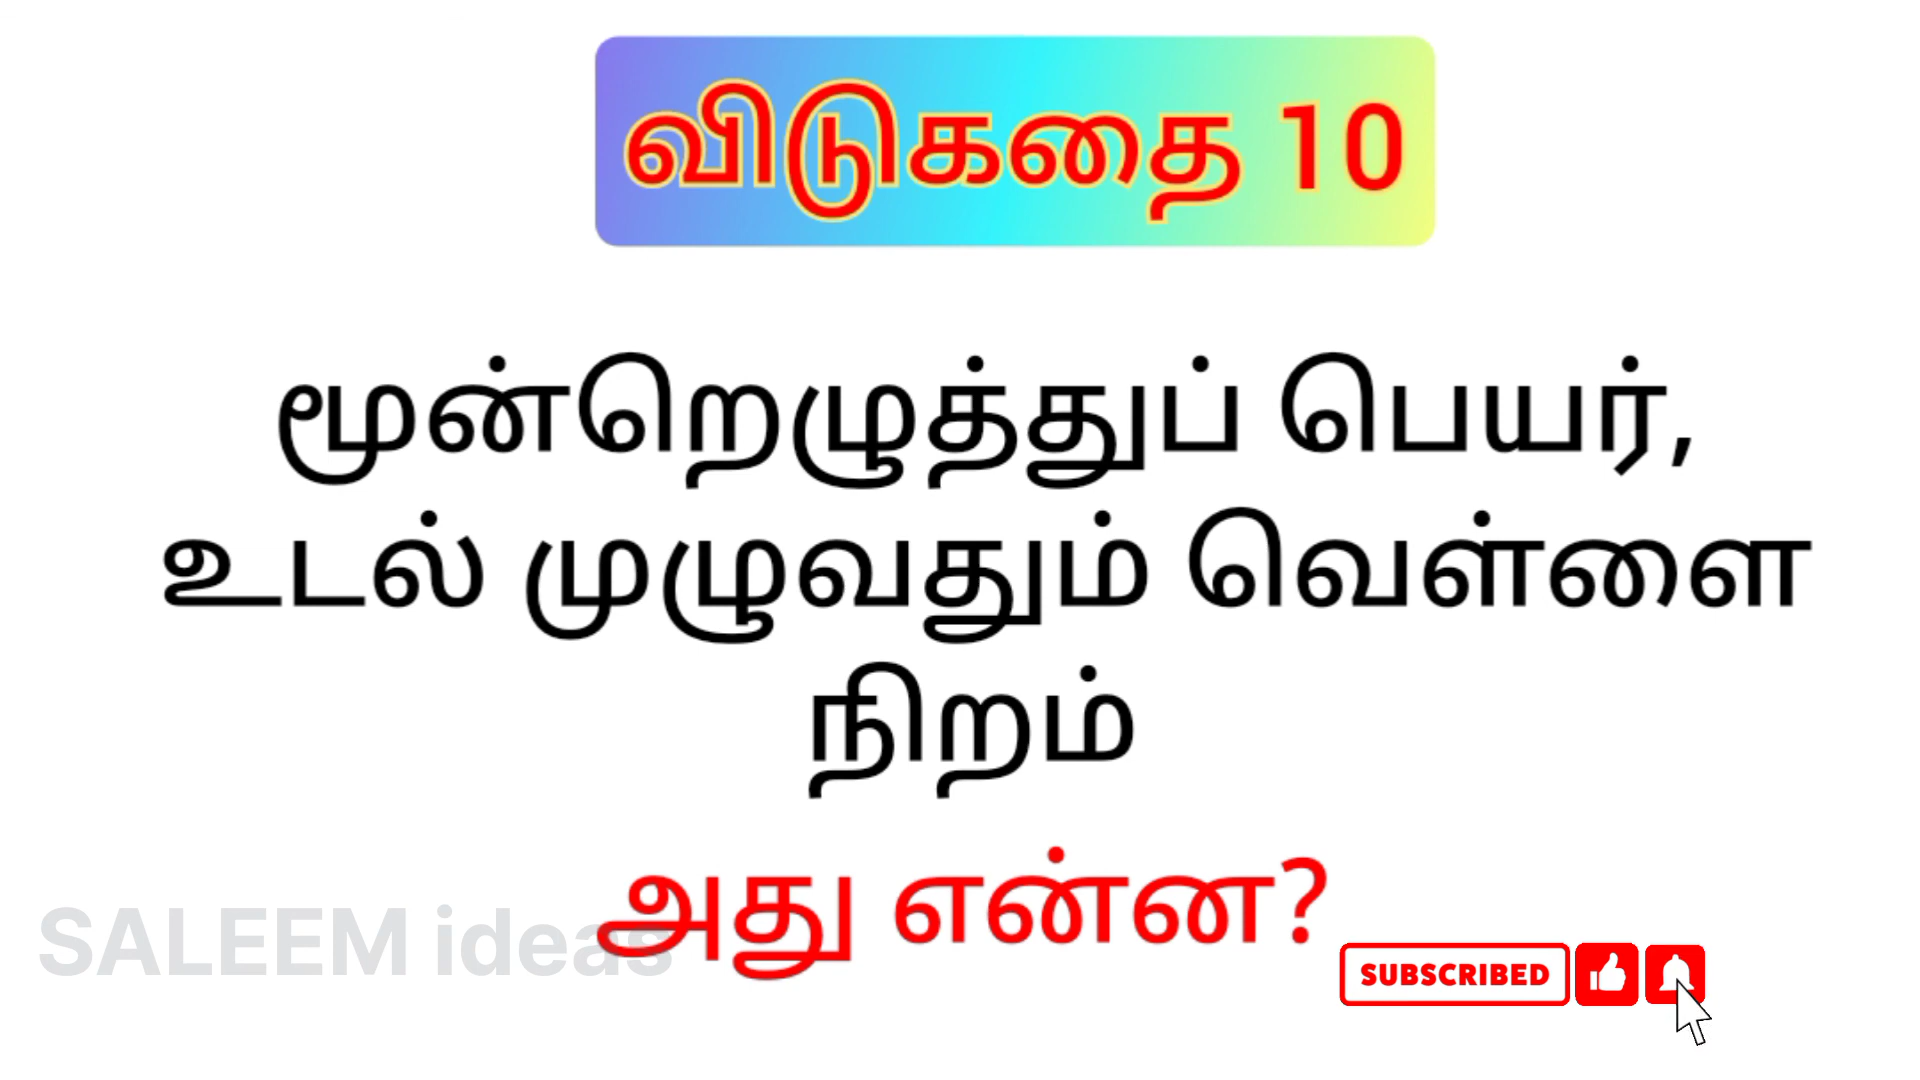 விடுகதை 10
மூன்றெழுத்துப் பெயர்,
உடல் முழுவதும் வெள்ளை
நிறம்
அது என்ன?
SALEEM ideas
SUBSCRIBED